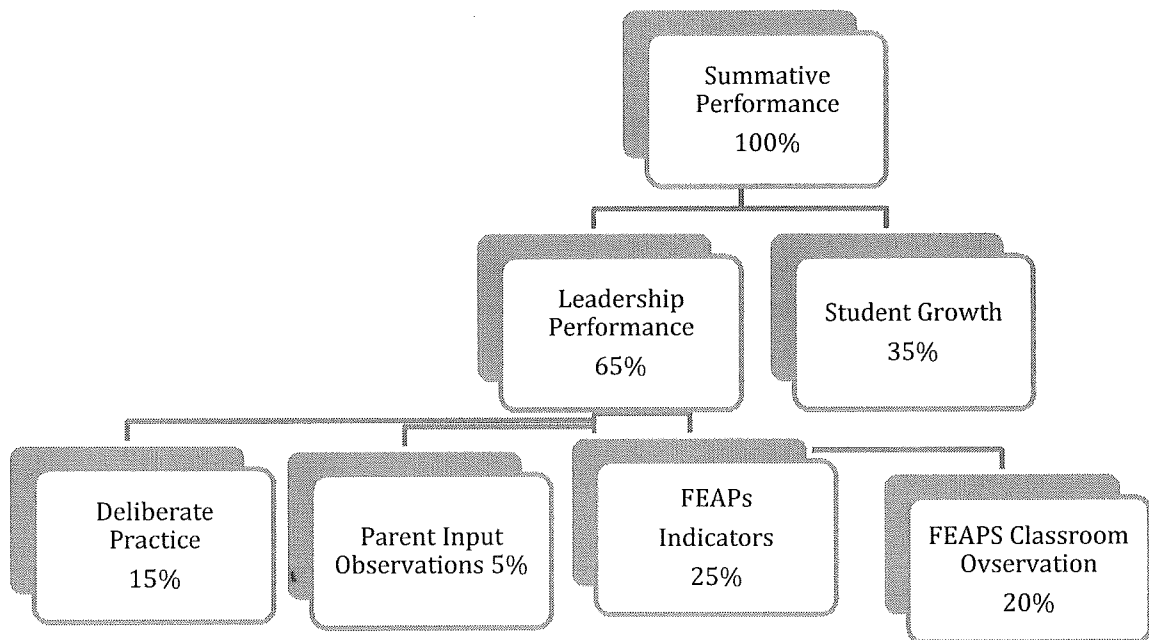 Summative
Performance
100%
Leadership
Performance
65%
Student Growth
35%
Deliberate
Practice
15%
Parent Input
Observations 5%
FEAPs
Indicators
25%
FEAPS Classroom
Ovservation
20%